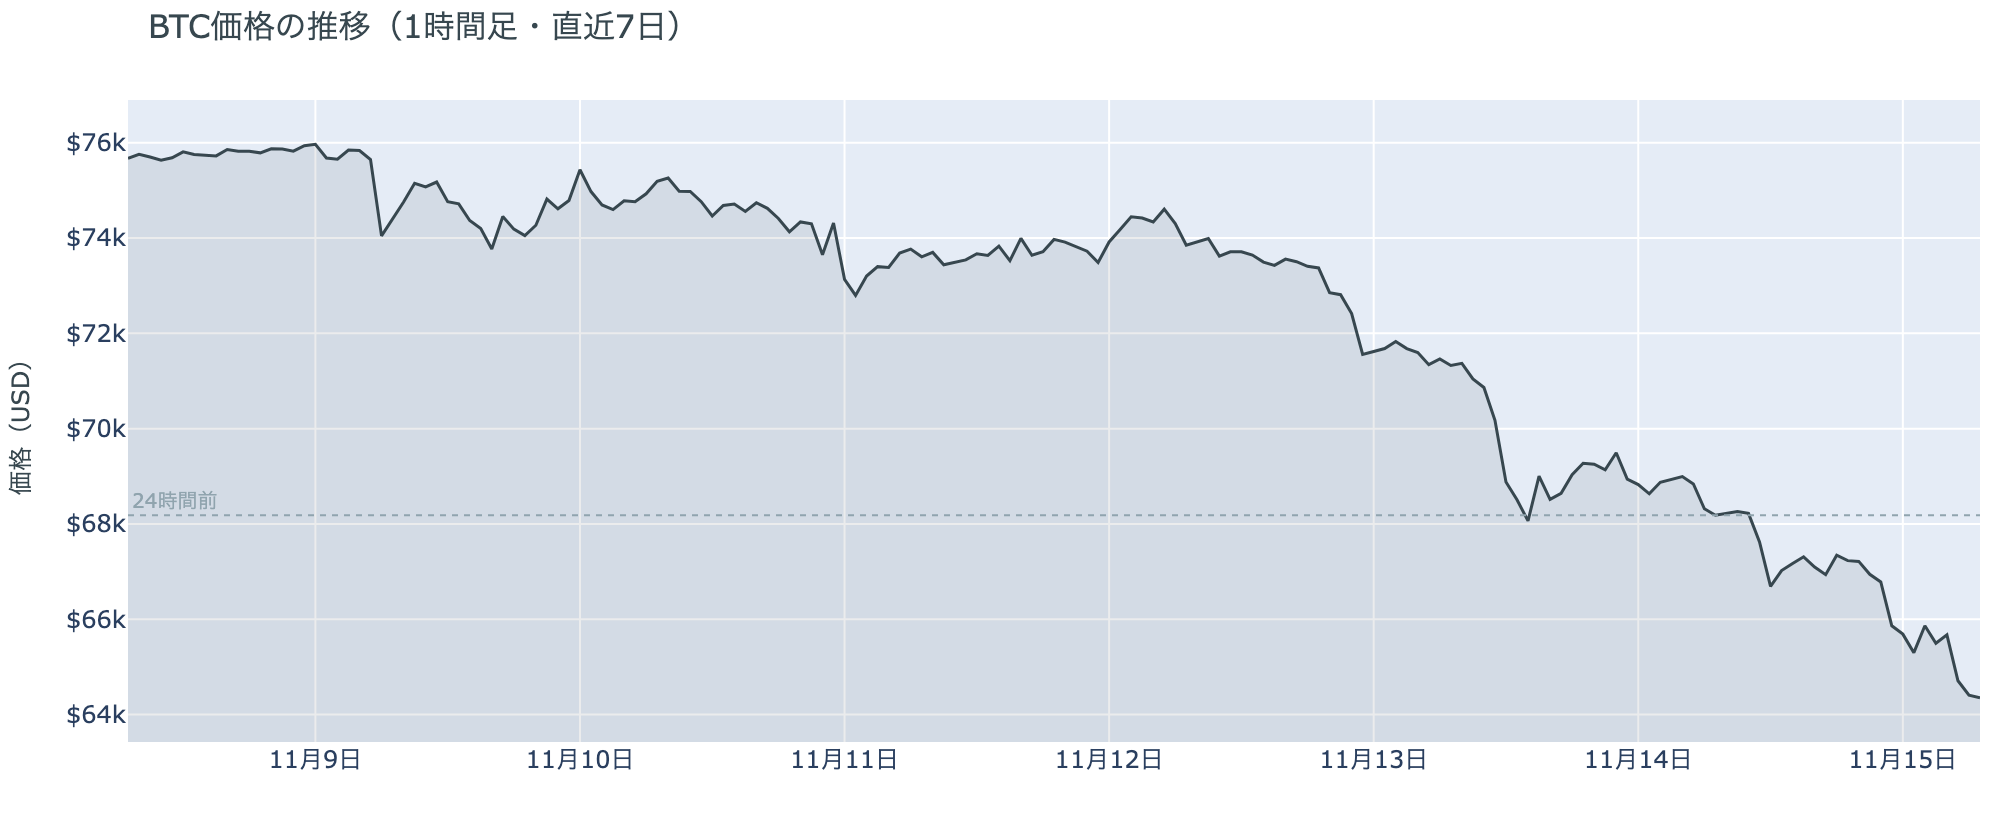 BTC価格の推移（1時間足・直近7日）
価格（USD）
$76k
$74k
$72k
$70k
$68k
$66k
$64k
24時間前
11月9日
11月10日
11月11日
11月12日
11月13日
11月14日
11月15日